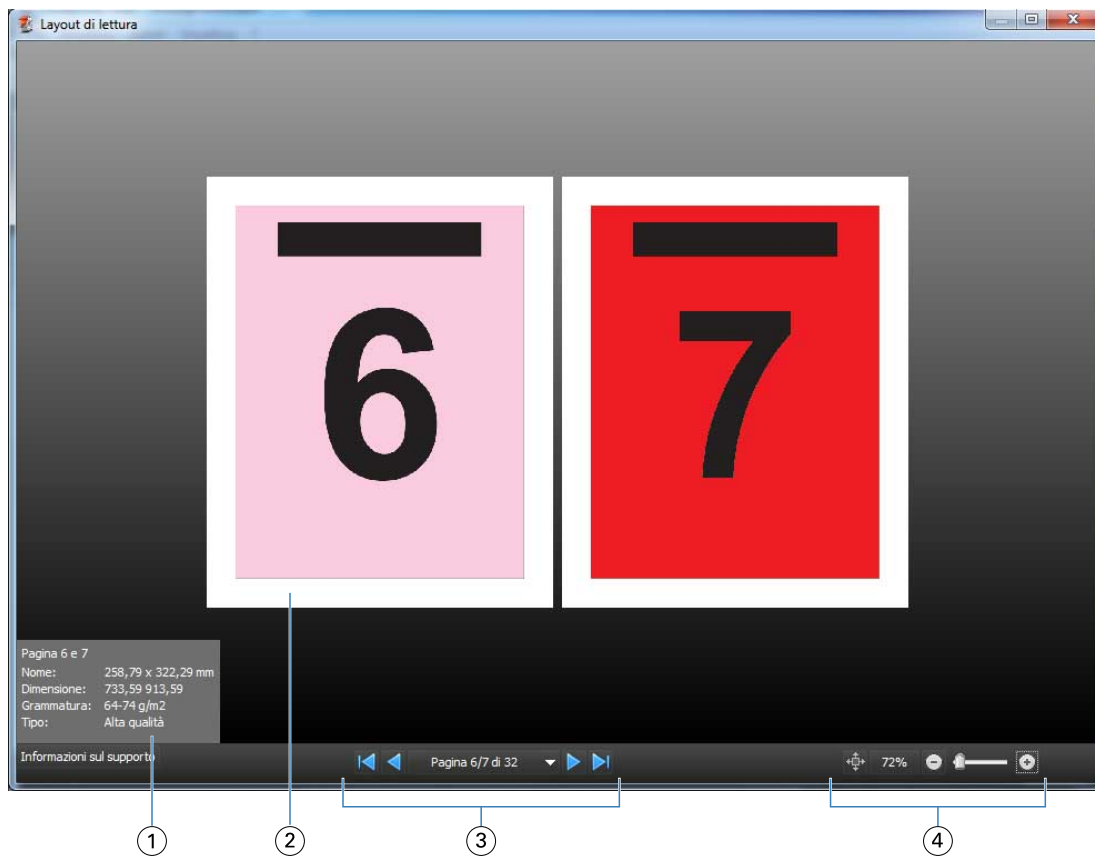 Layout di lettura
6
7
Pagina 6 e 7
Nome: 258,79 x 322,29 mm
Dimensione: 733,59 913,59
Grammatura: 64-74 g/m2
Tipo: Alta qualità
Informazioni sul supporto
Pagina 6/7 di 32
72%
1
2
3
4